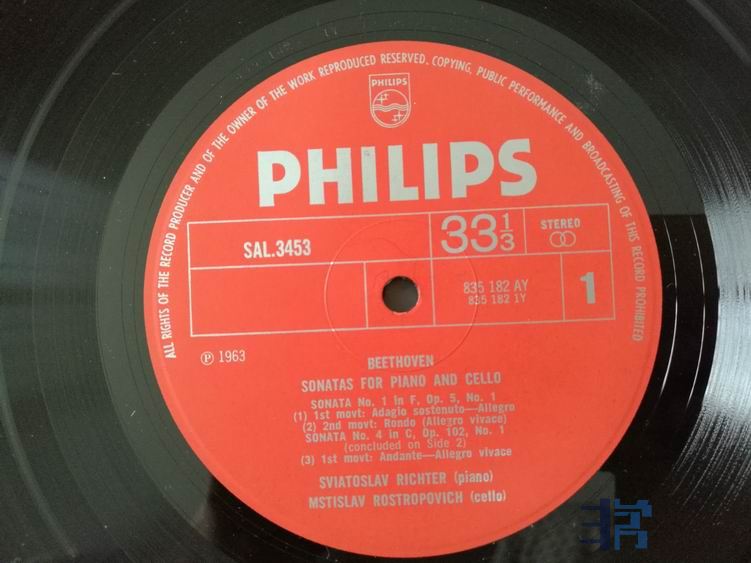 ALL RIGHTS OF THE RECORD PRODUCER AND OF THE OWNER OF THE WORK REPRODUCED RESERVED. COPYING, PUBLIC PERFORMANCE AND BROADCASTING OF THIS RECORD PROHIBITED
PHILIPS
PHILIPS
SAL.3453
33⅓
STEREO
835 182 AY
835 182 1Y
1
℗ 1963
BEETHOVEN
SONATAS FOR PIANO AND CELLO
SONATA No. 1 in F, Op. 5, No. 1
(1) 1st movt: Adagio sostenuto—Allegro
(2) 2nd movt: Rondo (Allegro vivace)
SONATA No. 4 in C, Op. 102, No. 1
(concluded on Side 2)
(3) 1st movt: Andante—Allegro vivace
SVIATOSLAV RICHTER (piano)
MSTISLAV ROSTROPOVICH (cello)